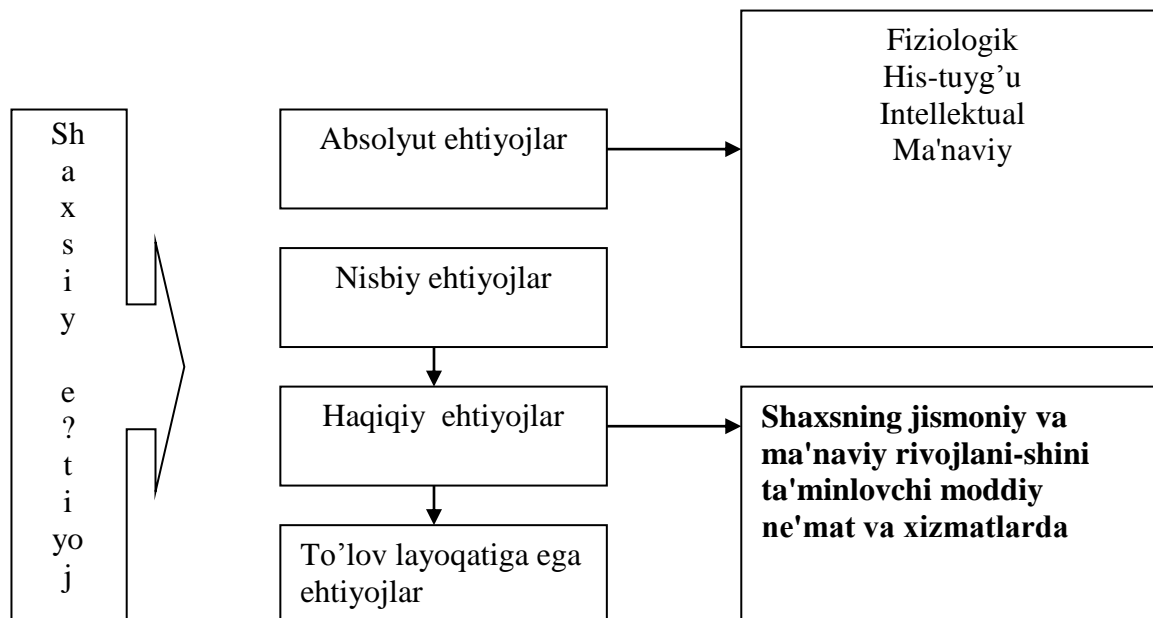 Sh
a
x
s
i
y
e
?
t
i
yo
j
Absolyut ehtiyojlar
Fiziologik
His-tuyg’u
Intellektual
Ma'naviy
Nisbiy ehtiyojlar
Haqiqiy ehtiyojlar
Shaxsning jismoniy va
ma'naviy rivojlani-shini
ta'minlovchi moddiy
ne'mat va xizmatlarda
To’lov layoqatiga ega
ehtiyojlar